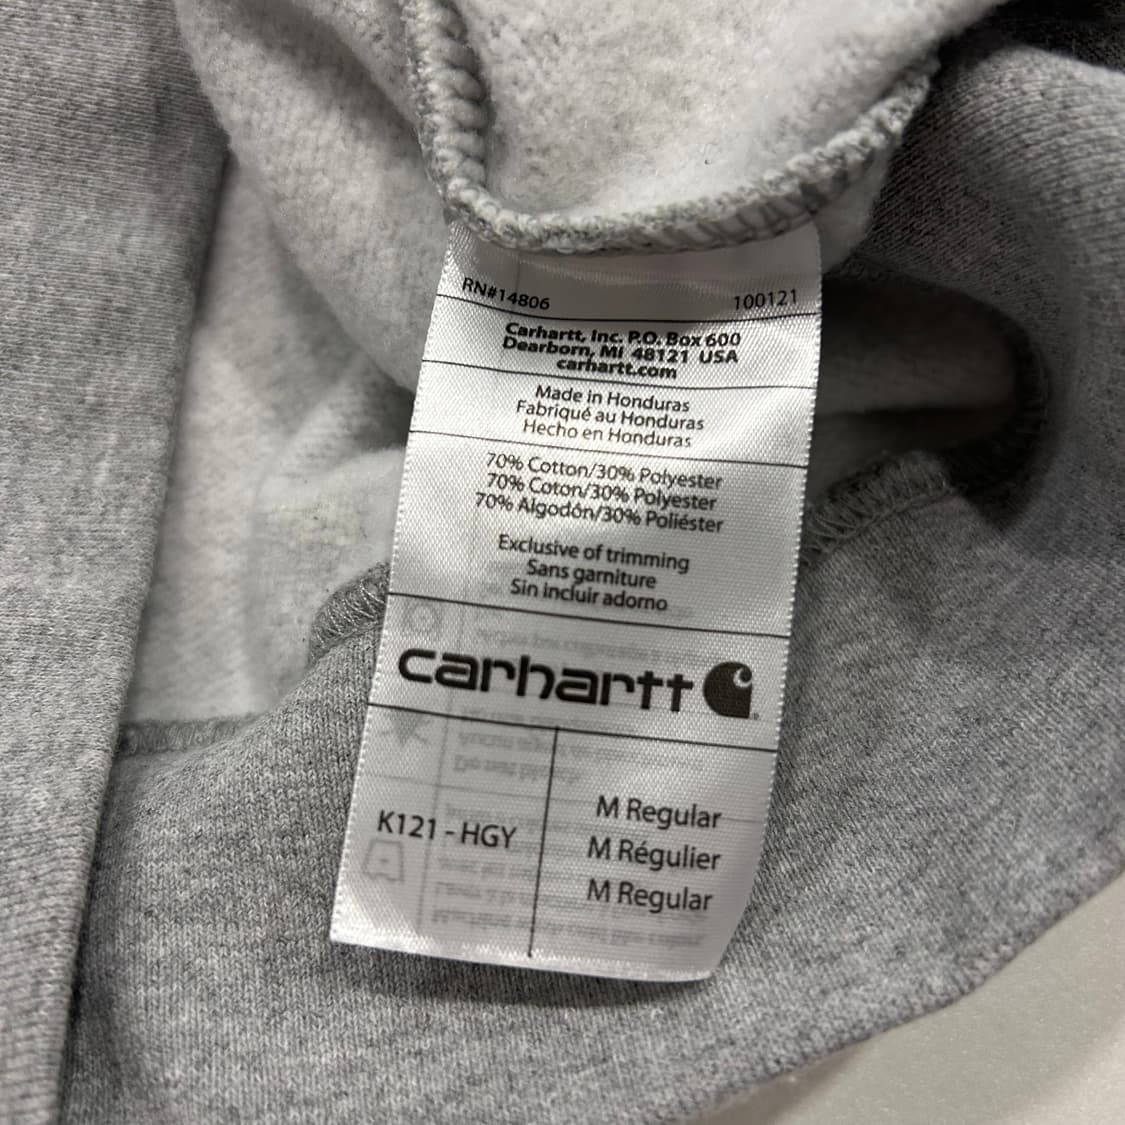 RN#14806 100121
Carhartt, Inc. P.O. Box 600
Dearborn, MI 48121 USA
carhartt.com
Made in Honduras
Fabriqué au Honduras
Hecho en Honduras
70% Cotton/30% Polyester
70% Coton/30% Polyester
70% Algodón/30% Poliéster
Exclusive of trimming
Sans garniture
Sin incluir adorno
carhartt
K121 - HGY
M Regular
M Régulier
M Regular